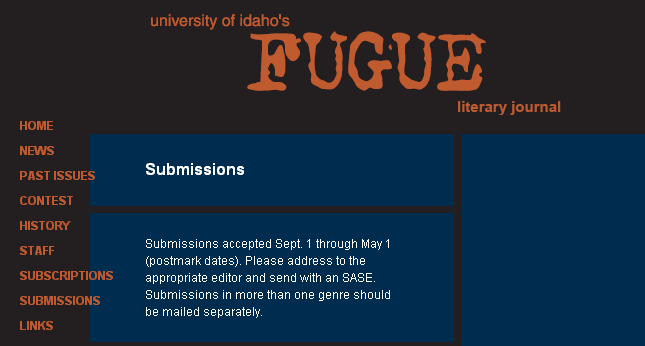 university of idaho's
FUGUE
literary journal
HOME
NEWS
PAST ISSUES
CONTEST
HISTORY
STAFF
SUBSCRIPTIONS
SUBMISSIONS
LINKS
Submissions
Submissions accepted Sept. 1 through May 1
(postmark dates). Please address to the
appropriate editor and send with an SASE.
Submissions in more than one genre should
be mailed separately.